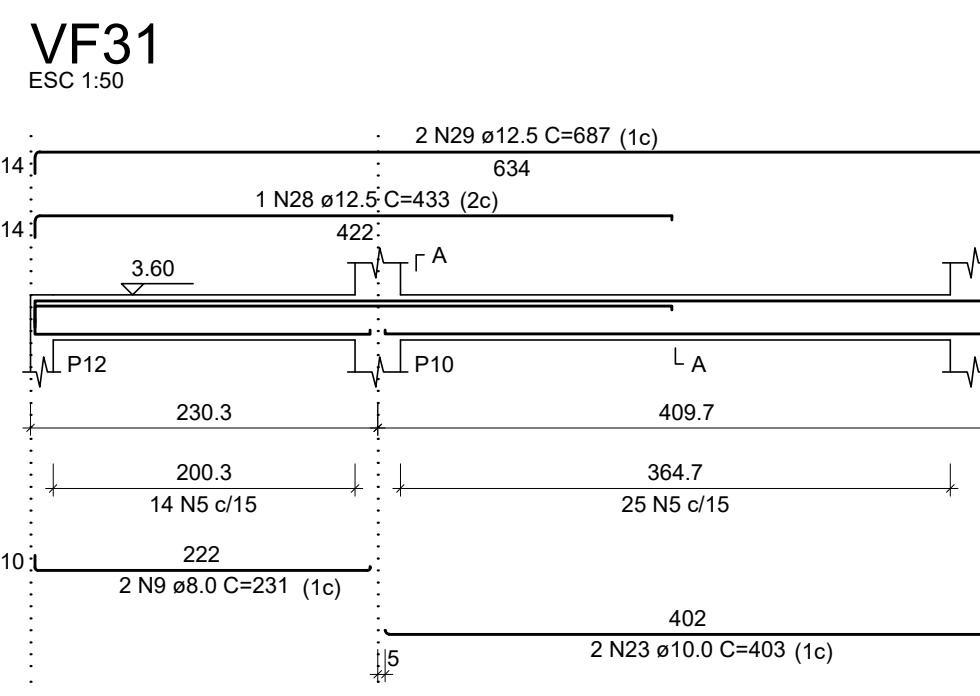 VF31
ESC 1:50
2 N29 ø12.5 C=687 (1c)
14
634
1 N28 ø12.5 C=433 (2c)
14
422
A
3.60
P12
P10
A
230.3
409.7
200.3
364.7
14 N5 c/15
25 N5 c/15
222
10
2 N9 ø8.0 C=231 (1c)
402
2 N23 ø10.0 C=403 (1c)
5